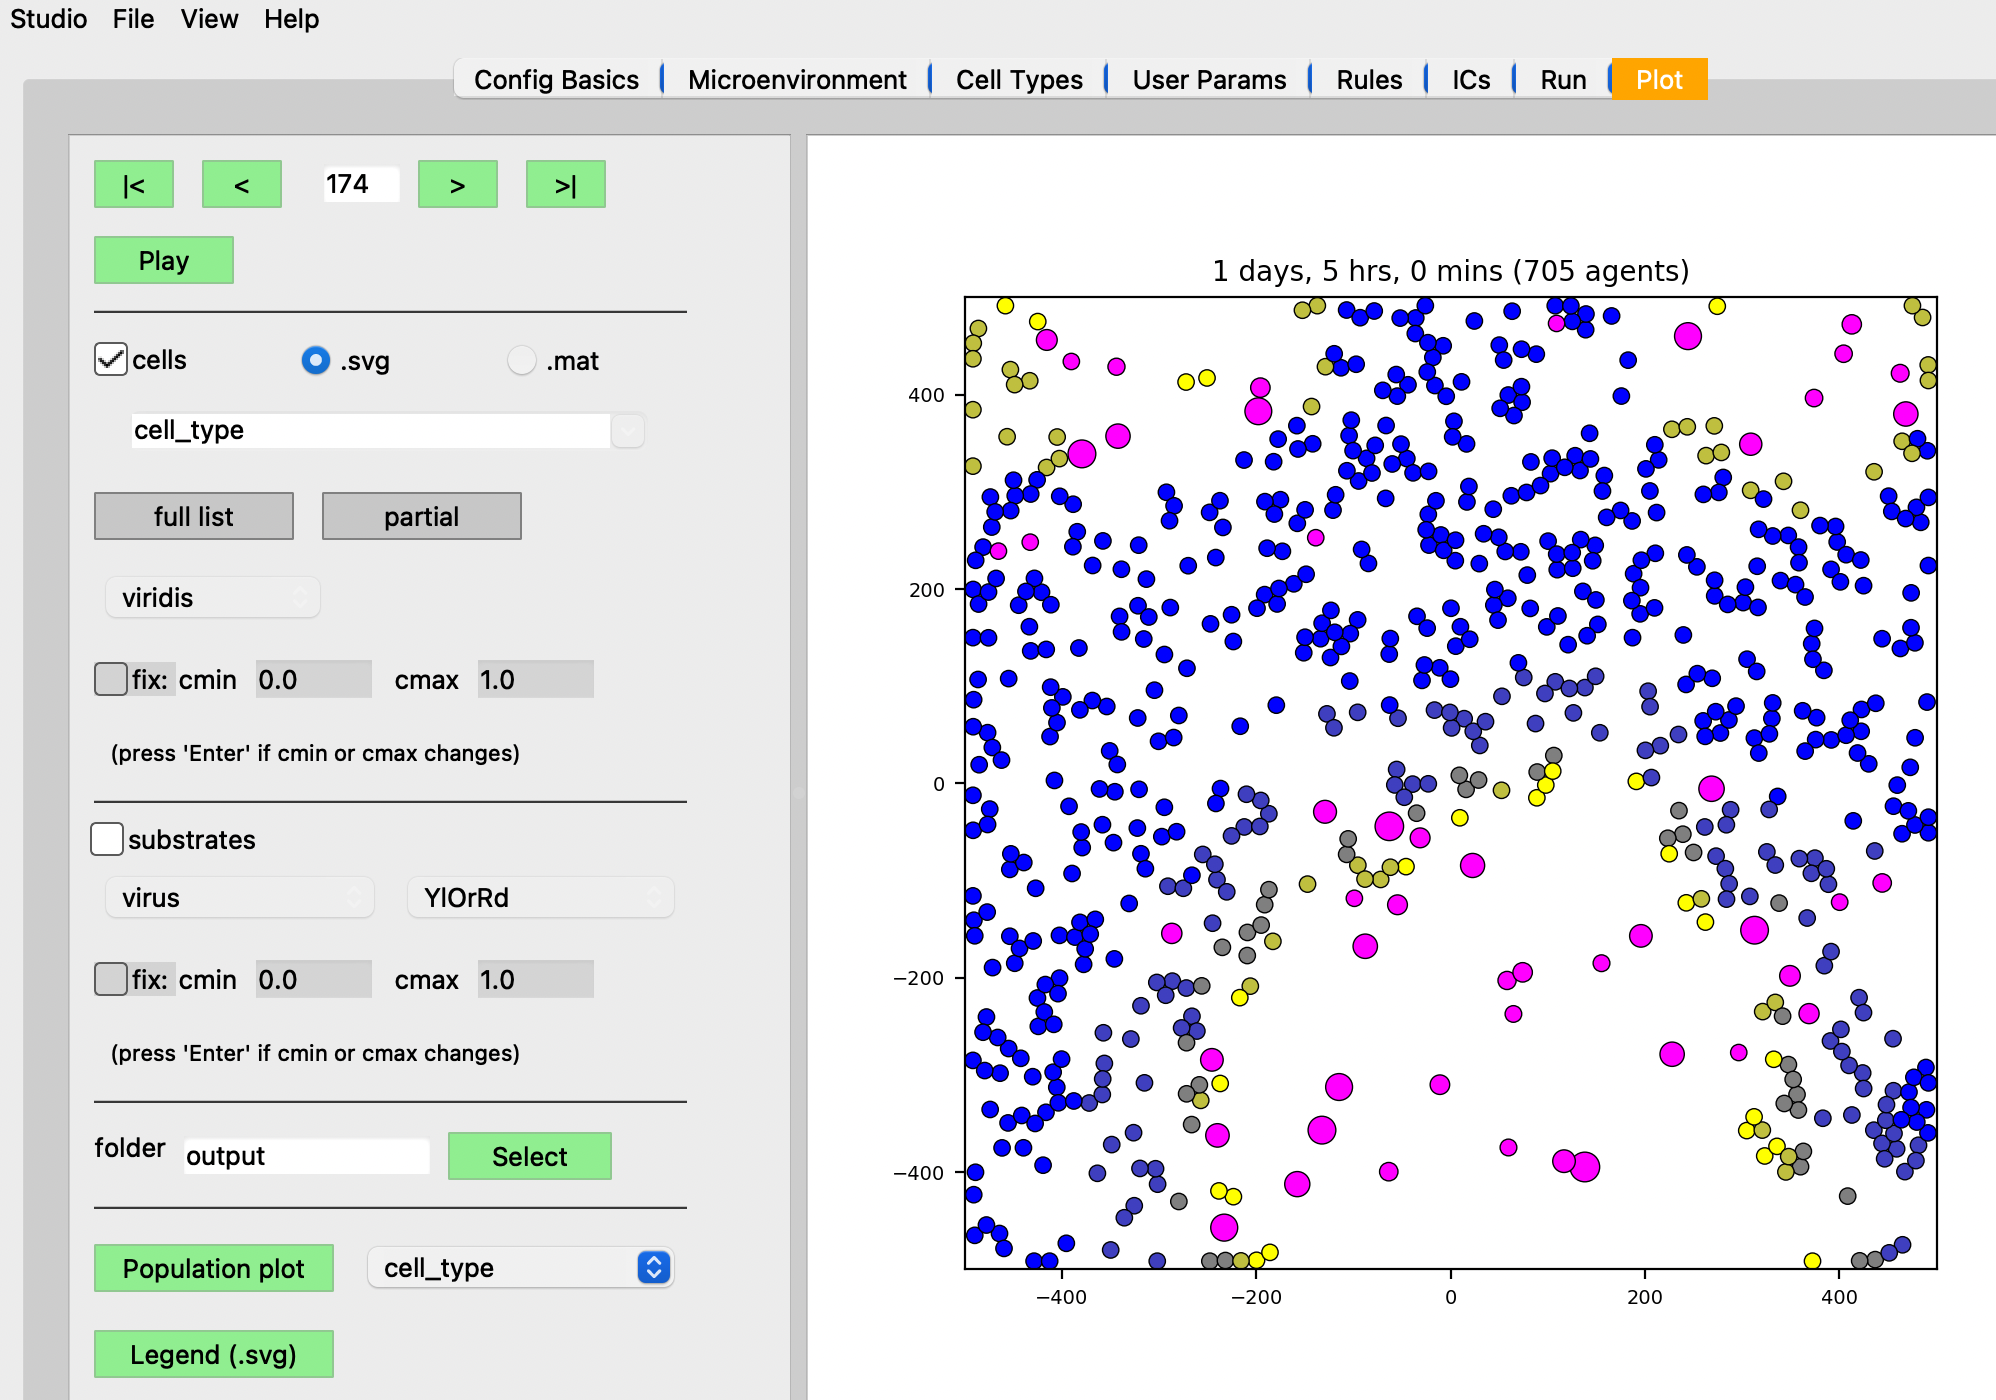 Studio File View Help
Config Basics Microenvironment Cell Types User Params Rules ICs Run Plot
|< < 174 > >|
Play
cells .svg .mat
cell_type
full list partial
viridis
fix: cmin 0.0 cmax 1.0
(press 'Enter' if cmin or cmax changes)
substrates
virus YlOrRd
fix: cmin 0.0 cmax 1.0
(press 'Enter' if cmin or cmax changes)
folder output Select
Population plot cell_type
Legend (.svg)
1 days, 5 hrs, 0 mins (705 agents)
400
200
0
−200
−400
−400 −200 0 200 400